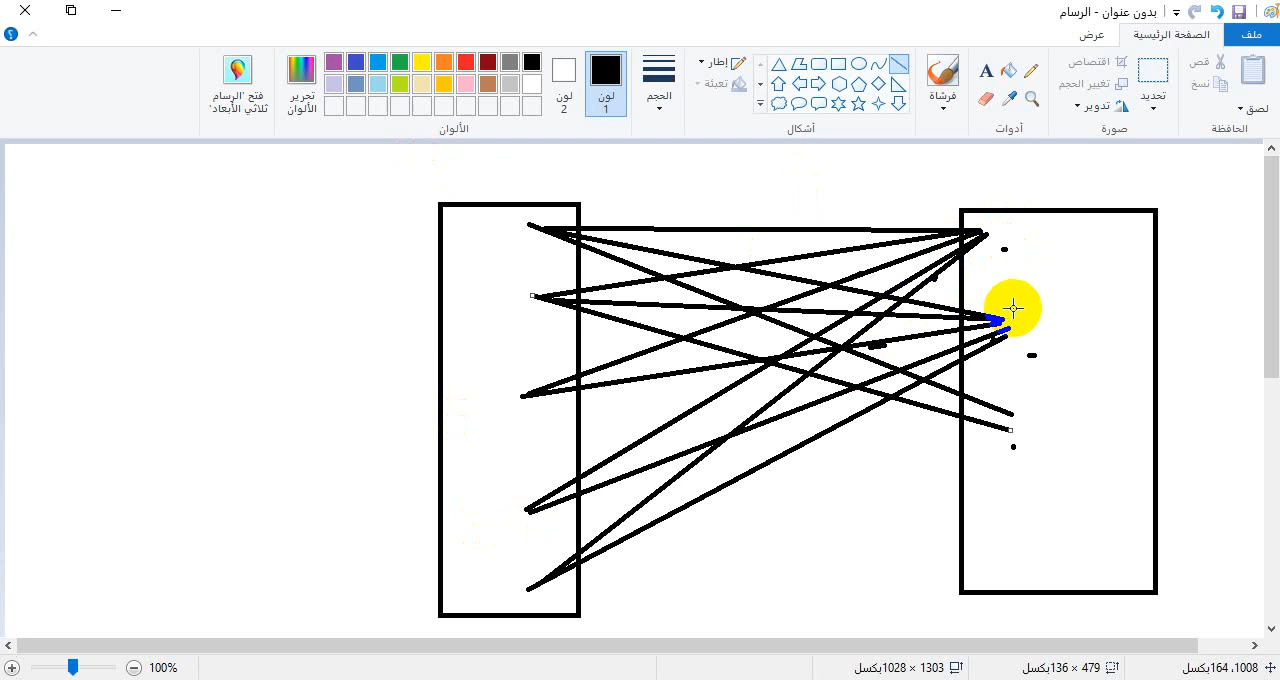 بدون عنوان - الرسام
ملف
الصفحة الرئيسية
عرض
لصق
قص
نسخ
الحافظة
تحديد
اقتصاص
تغيير الحجم
تدوير
صورة
A
أدوات
فرشاة
إطار
تعبئة
أشكال
الحجم
لون
1
لون
2
تحرير
الألوان
الألوان
فتح "الرسام
ثلاثي الأبعاد"
1008، 164بكسل
479 × 136بكسل
1303 × 1028بكسل
100%